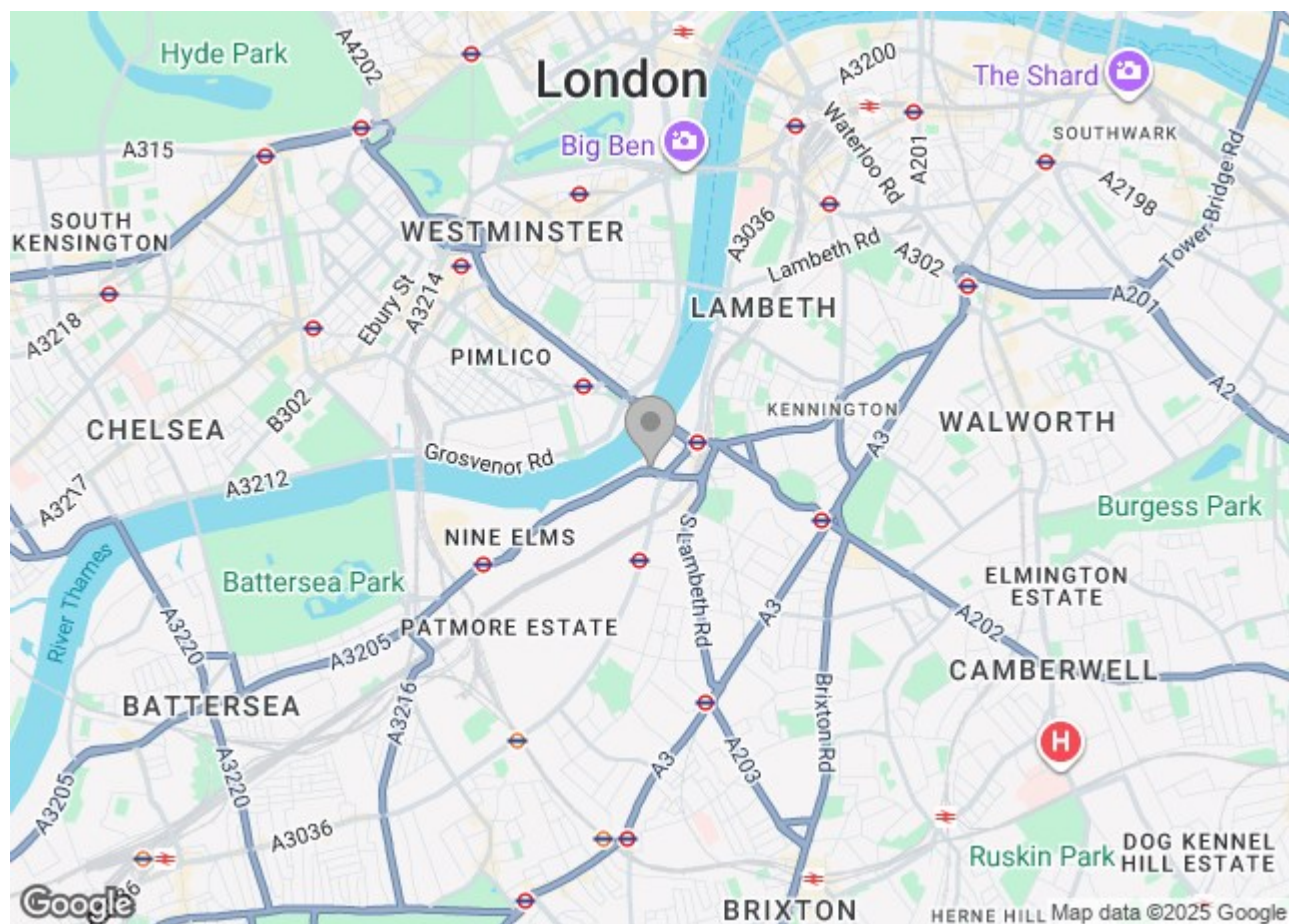 Hyde Park
A4202
London
A3200
The Shard
A315
Big Ben
Waterloo Rd
A201
SOUTHWARK
SOUTH
KENSINGTON
WESTMINSTER
A3036
A2198
Tower Bridge Rd
Lambeth Rd
A302
Ebury St
A3214
A3218
LAMBETH
A201
PIMLICO
A2
B302
KENNINGTON
CHELSEA
WALWORTH
Grosvenor Rd
A3
A3212
A3217
Burgess Park
NINE ELMS
S Lambeth Rd
River Thames
Battersea Park
ELMINGTON
ESTATE
A3220
PATMORE ESTATE
A3
A202
A3205
CAMBERWELL
BATTERSEA
A3216
Brixton Rd
H
A3220
A3
A203
A3205
A3036
Ruskin Park
DOG KENNEL
HILL ESTATE
Google
BRIXTON
HERNE HILL
Map data ©2025 Google